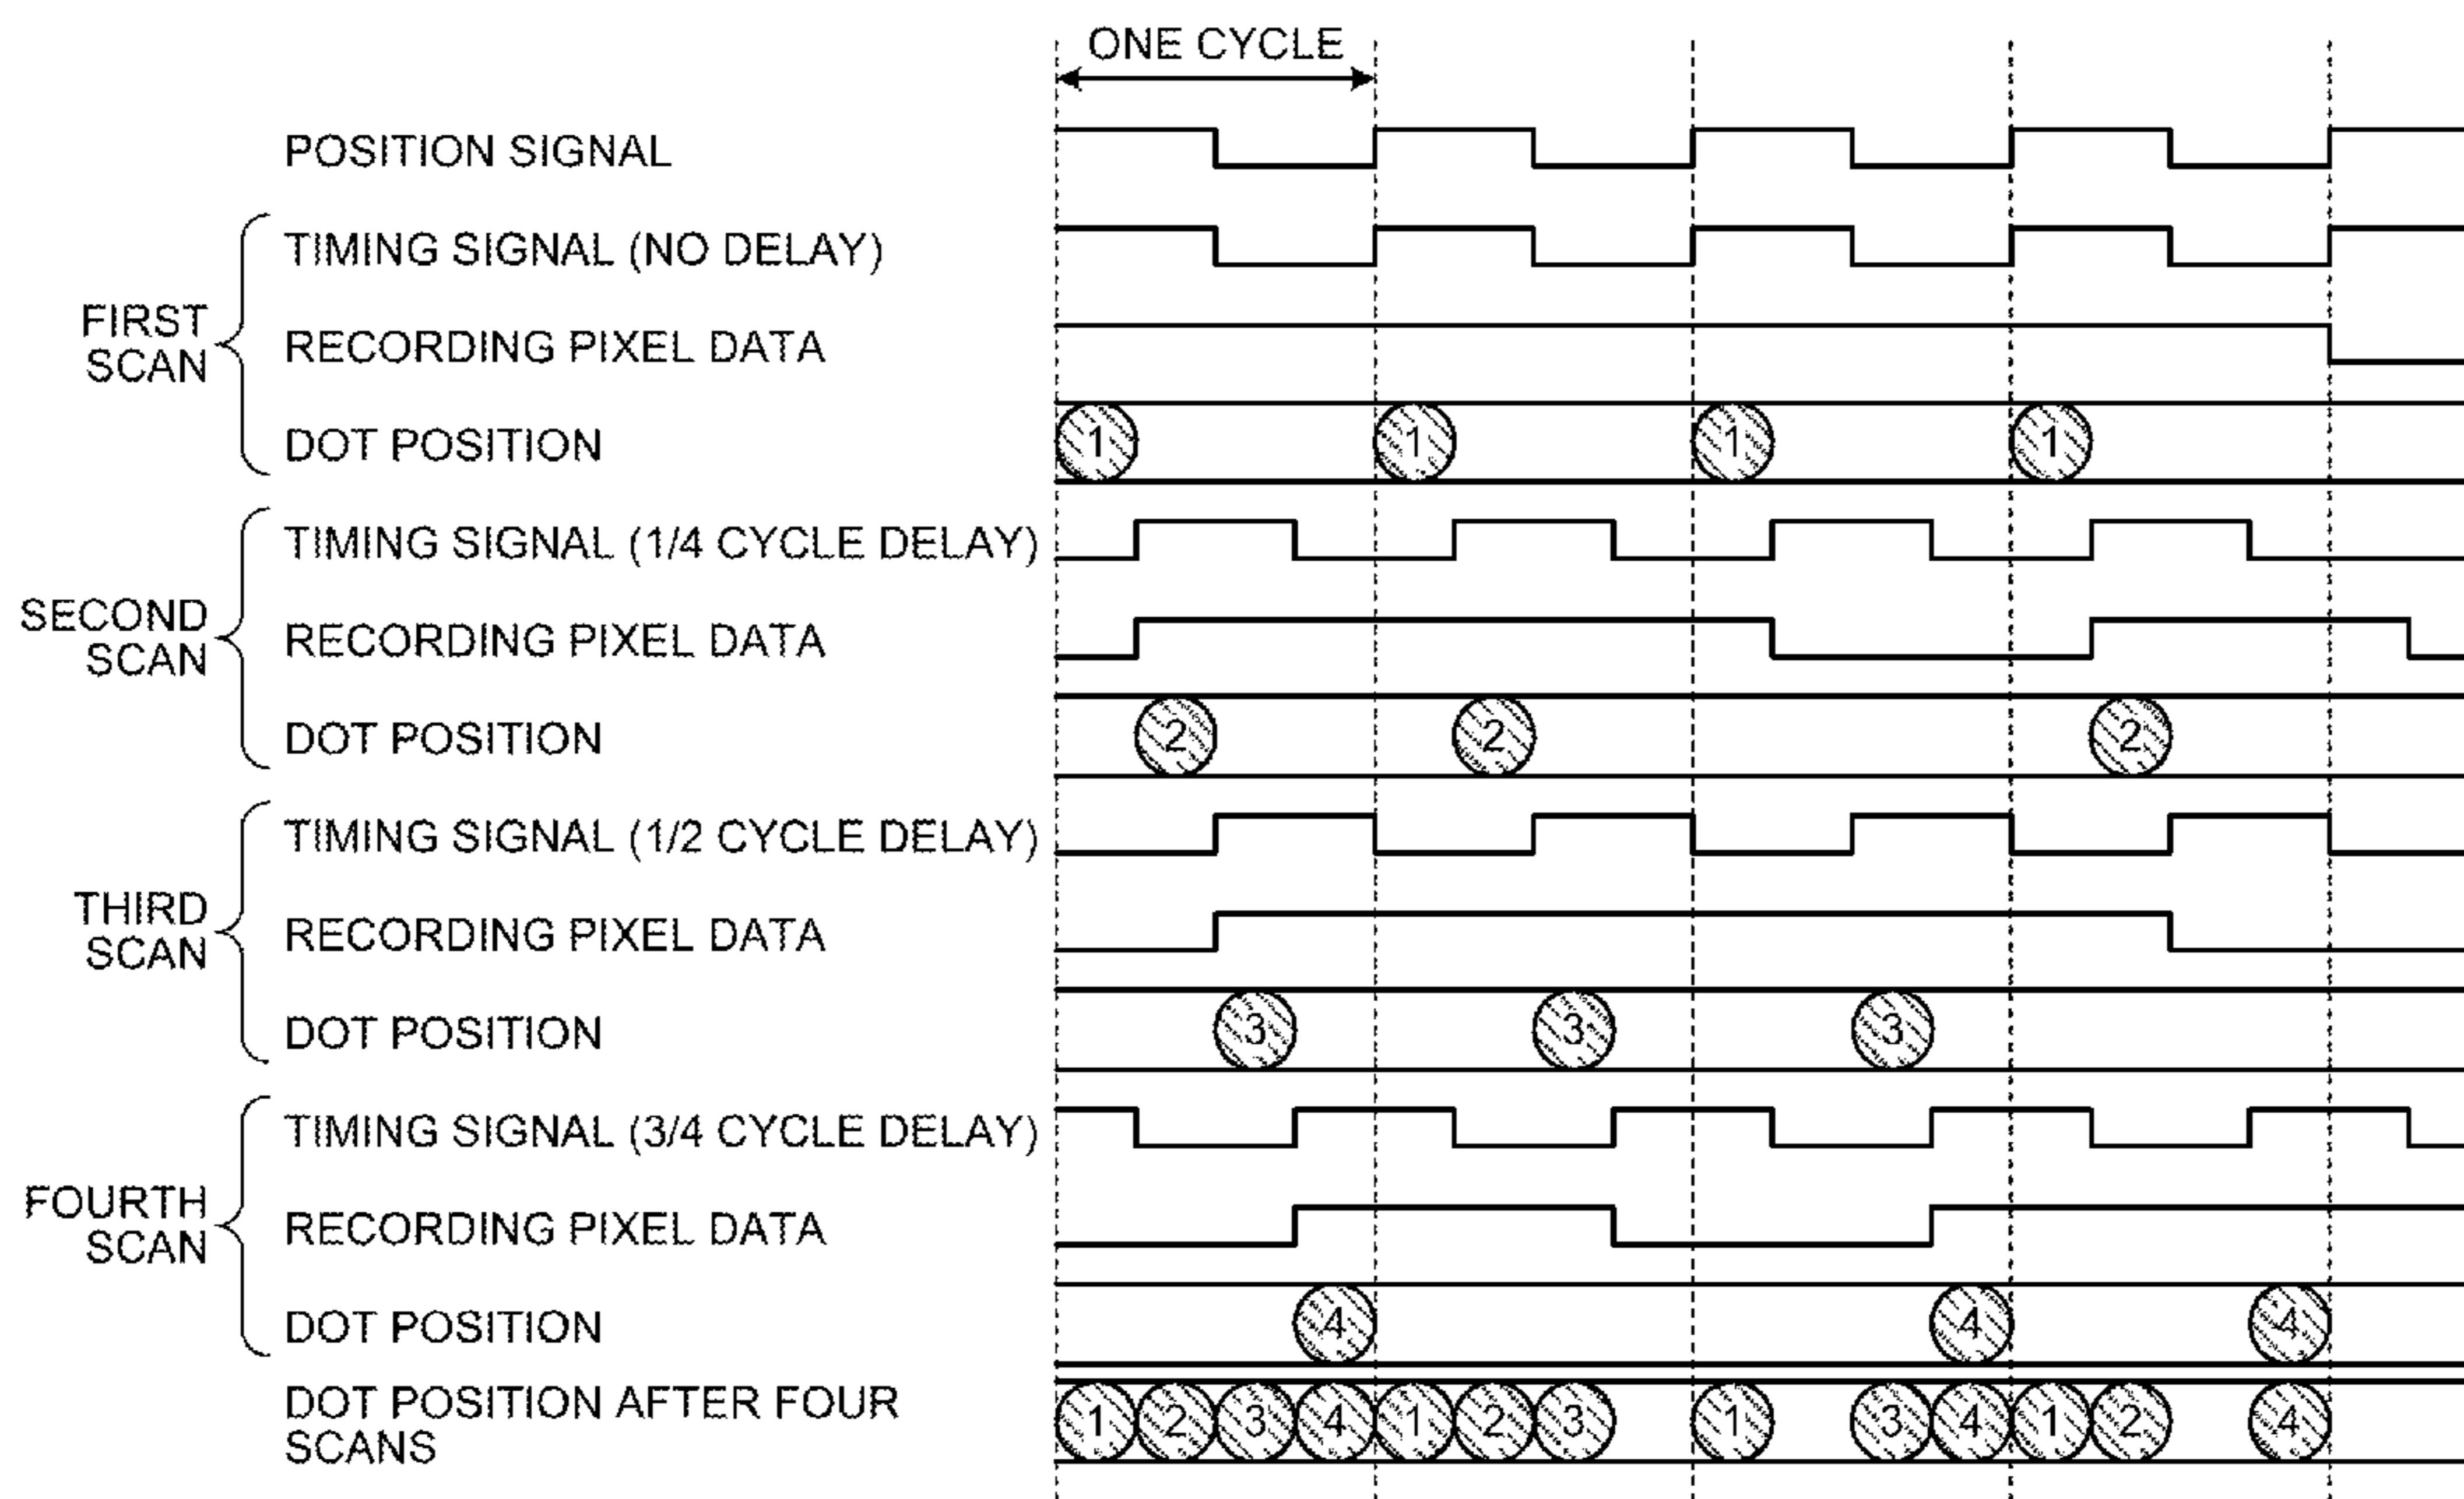 ONE CYCLE
POSITION SIGNAL
TIMING SIGNAL (NO DELAY)
FIRST
SCAN
RECORDING PIXEL DATA
DOT POSITION
1 1 1 1
TIMING SIGNAL (1/4 CYCLE DELAY)
SECOND
SCAN
RECORDING PIXEL DATA
DOT POSITION
2 2 2
TIMING SIGNAL (1/2 CYCLE DELAY)
THIRD
SCAN
RECORDING PIXEL DATA
DOT POSITION
3 3 3
TIMING SIGNAL (3/4 CYCLE DELAY)
FOURTH
SCAN
RECORDING PIXEL DATA
DOT POSITION
4 4 4
DOT POSITION AFTER FOUR
SCANS
1 2 3 4 1 2 3 1 3 4 1 2 4